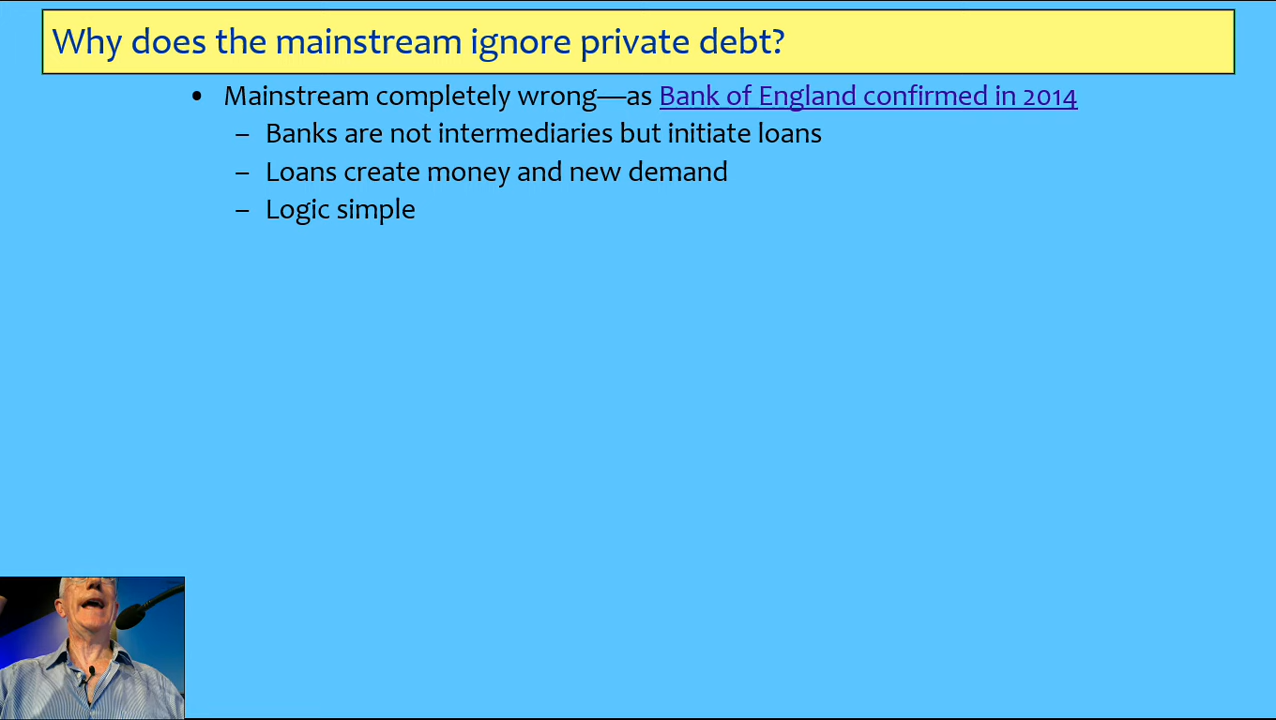 Why does the mainstream ignore private debt?
• Mainstream completely wrong—as Bank of England confirmed in 2014
– Banks are not intermediaries but initiate loans
– Loans create money and new demand
– Logic simple